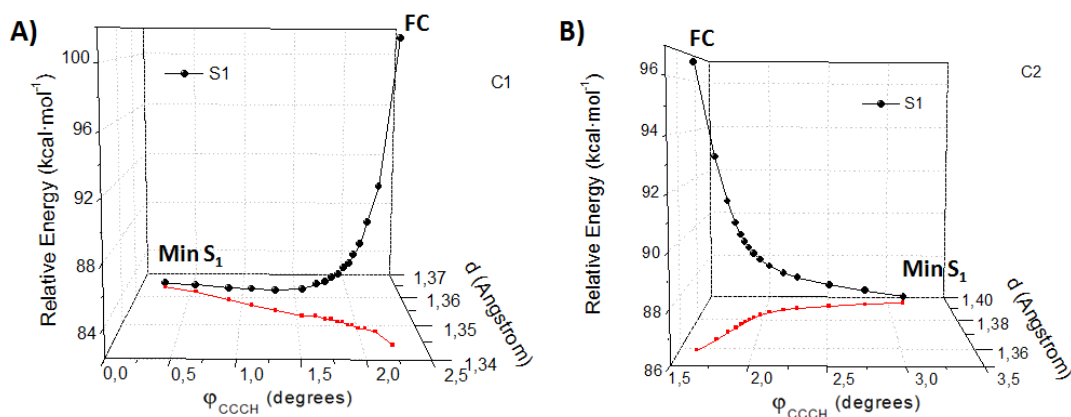 A)
FC
S1
C1
Relative Energy (kcal·mol⁻¹)
100
96
92
88
84
Min S₁
0,0
0,5
1,0
1,5
2,0
2,5
φCCCH (degrees)
1,37
1,36
1,35
1,34
d (Angstrom)
B)
FC
S1
C2
Relative Energy (kcal·mol⁻¹)
96
94
92
90
88
86
Min S₁
1,5
2,0
2,5
3,0
3,5
φCCCH (degrees)
1,40
1,38
1,36
d (Angstrom)